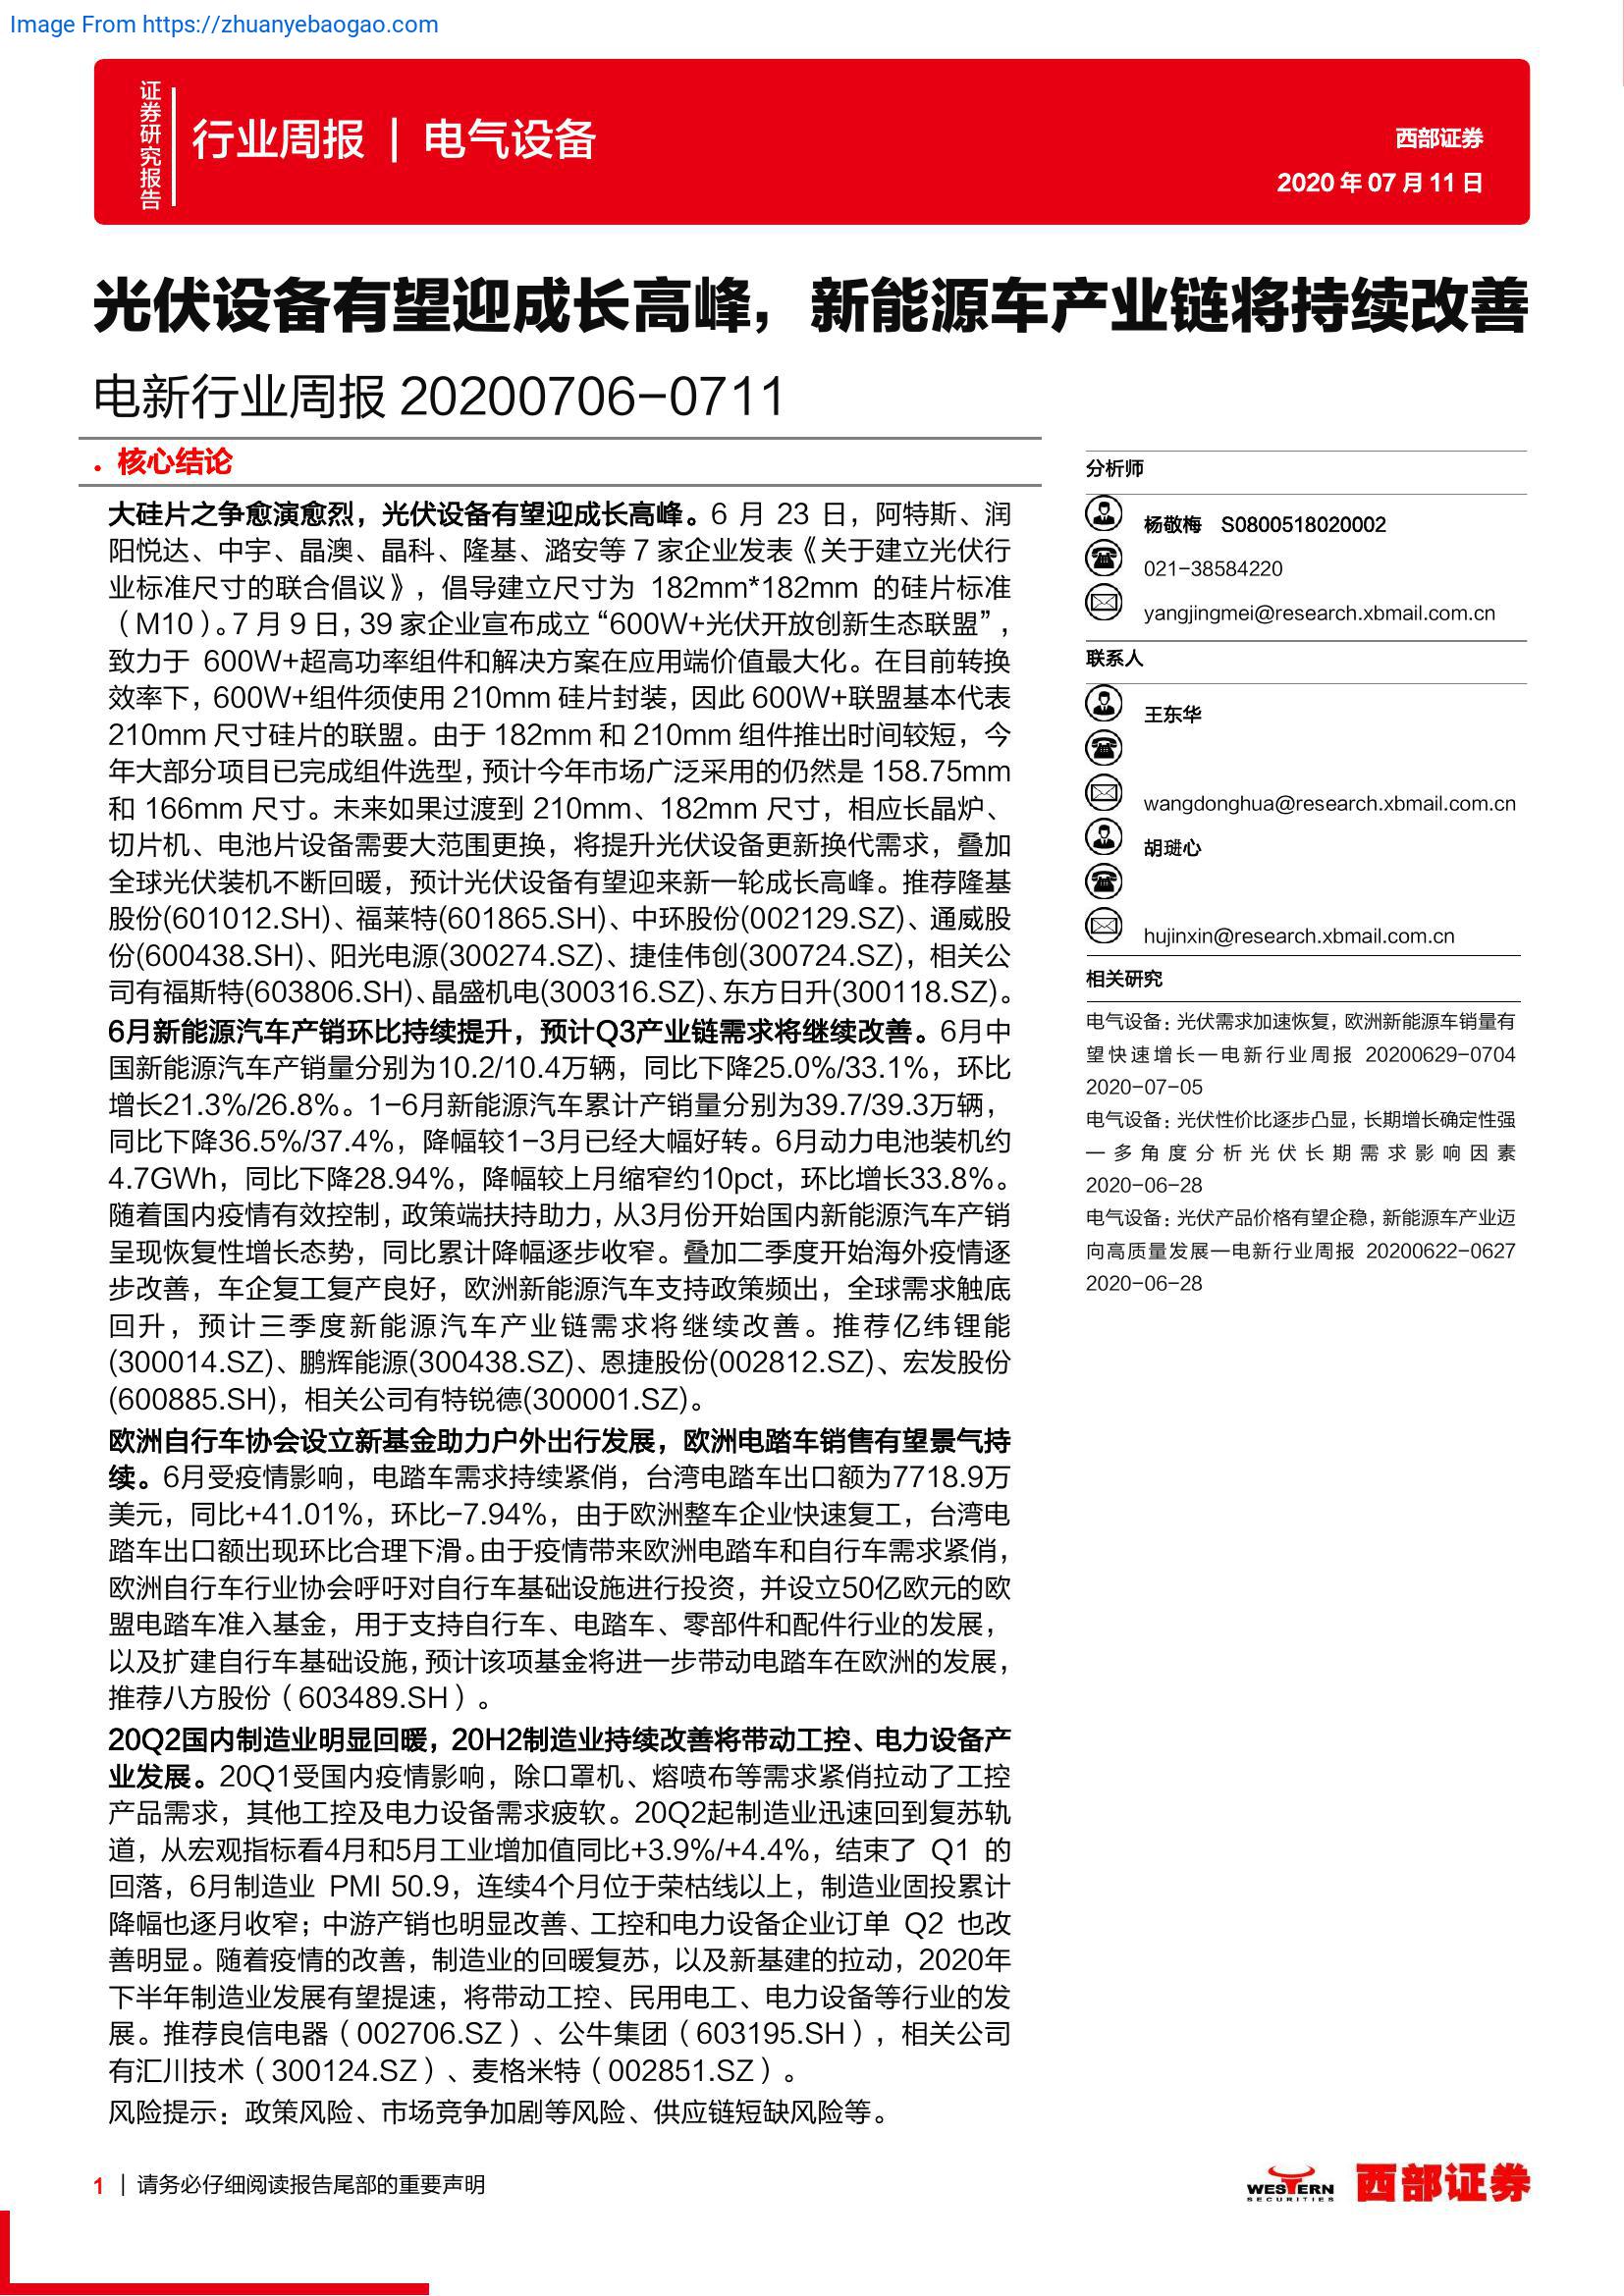 Image From https://zhuanyebaogao.com
证券研究报告
行业周报 | 电气设备
西部证券
2020 年 07 月 11 日
光伏设备有望迎成长高峰，新能源车产业链将持续改善
电新行业周报 20200706-0711
• 核心结论
大硅片之争愈演愈烈，光伏设备有望迎成长高峰。6 月 23 日，阿特斯、润
阳悦达、中宇、晶澳、晶科、隆基、潞安等 7 家企业发表《关于建立光伏行
业标准尺寸的联合倡议》，倡导建立尺寸为 182mm*182mm 的硅片标准
（M10）。7 月 9 日，39 家企业宣布成立“600W+光伏开放创新生态联盟”，
致力于 600W+超高功率组件和解决方案在应用端价值最大化。在目前转换
效率下，600W+组件须使用 210mm 硅片封装，因此 600W+联盟基本代表
210mm 尺寸硅片的联盟。由于 182mm 和 210mm 组件推出时间较短，今
年大部分项目已完成组件选型，预计今年市场广泛采用的仍然是 158.75mm
和 166mm 尺寸。未来如果过渡到 210mm、182mm 尺寸，相应长晶炉、
切片机、电池片设备需要大范围更换，将提升光伏设备更新换代需求，叠加
全球光伏装机不断回暖，预计光伏设备有望迎来新一轮成长高峰。推荐隆基
股份(601012.SH)、福莱特(601865.SH)、中环股份(002129.SZ)、通威股
份(600438.SH)、阳光电源(300274.SZ)、捷佳伟创(300724.SZ)，相关公
司有福斯特(603806.SH)、晶盛机电(300316.SZ)、东方日升(300118.SZ)。
6月新能源汽车产销环比持续提升，预计Q3产业链需求将继续改善。6月中
国新能源汽车产销量分别为10.2/10.4万辆，同比下降25.0%/33.1%，环比
增长21.3%/26.8%。1-6月新能源汽车累计产销量分别为39.7/39.3万辆，
同比下降36.5%/37.4%，降幅较1-3月已经大幅好转。6月动力电池装机约
4.7GWh，同比下降28.94%，降幅较上月缩窄约10pct，环比增长33.8%。
随着国内疫情有效控制，政策端扶持助力，从3月份开始国内新能源汽车产销
呈现恢复性增长态势，同比累计降幅逐步收窄。叠加二季度开始海外疫情逐
步改善，车企复工复产良好，欧洲新能源汽车支持政策频出，全球需求触底
回升，预计三季度新能源汽车产业链需求将继续改善。推荐亿纬锂能
(300014.SZ)、鹏辉能源(300438.SZ)、恩捷股份(002812.SZ)、宏发股份
(600885.SH)，相关公司有特锐德(300001.SZ)。
欧洲自行车协会设立新基金助力户外出行发展，欧洲电踏车销售有望景气持
续。6月受疫情影响，电踏车需求持续紧俏，台湾电踏车出口额为7718.9万
美元，同比+41.01%，环比-7.94%，由于欧洲整车企业快速复工，台湾电
踏车出口额出现环比合理下滑。由于疫情带来欧洲电踏车和自行车需求紧俏，
欧洲自行车行业协会呼吁对自行车基础设施进行投资，并设立50亿欧元的欧
盟电踏车准入基金，用于支持自行车、电踏车、零部件和配件行业的发展，
以及扩建自行车基础设施，预计该项基金将进一步带动电踏车在欧洲的发展，
推荐八方股份（603489.SH）。
20Q2国内制造业明显回暖，20H2制造业持续改善将带动工控、电力设备产
业发展。20Q1受国内疫情影响，除口罩机、熔喷布等需求紧俏拉动了工控
产品需求，其他工控及电力设备需求疲软。20Q2起制造业迅速回到复苏轨
道，从宏观指标看4月和5月工业增加值同比+3.9%/+4.4%，结束了 Q1 的
回落，6月制造业 PMI 50.9，连续4个月位于荣枯线以上，制造业固投累计
降幅也逐月收窄；中游产销也明显改善、工控和电力设备企业订单 Q2 也改
善明显。随着疫情的改善，制造业的回暖复苏，以及新基建的拉动，2020年
下半年制造业发展有望提速，将带动工控、民用电工、电力设备等行业的发
展。推荐良信电器（002706.SZ）、公牛集团（603195.SH），相关公司
有汇川技术（300124.SZ）、麦格米特（002851.SZ）。
风险提示：政策风险、市场竞争加剧等风险、供应链短缺风险等。
分析师
杨敬梅 S0800518020002
021-38584220
yangjingmei@research.xbmail.com.cn
联系人
王东华
wangdonghua@research.xbmail.com.cn
胡琎心
hujinxin@research.xbmail.com.cn
相关研究
电气设备：光伏需求加速恢复，欧洲新能源车销量有
望快速增长—电新行业周报 20200629-0704
2020-07-05
电气设备：光伏性价比逐步凸显，长期增长确定性强
—多角度分析光伏长期需求影响因素
2020-06-28
电气设备：光伏产品价格有望企稳，新能源车产业迈
向高质量发展—电新行业周报 20200622-0627
2020-06-28
1 | 请务必仔细阅读报告尾部的重要声明
WESTERN
SECURITIES
西部证券